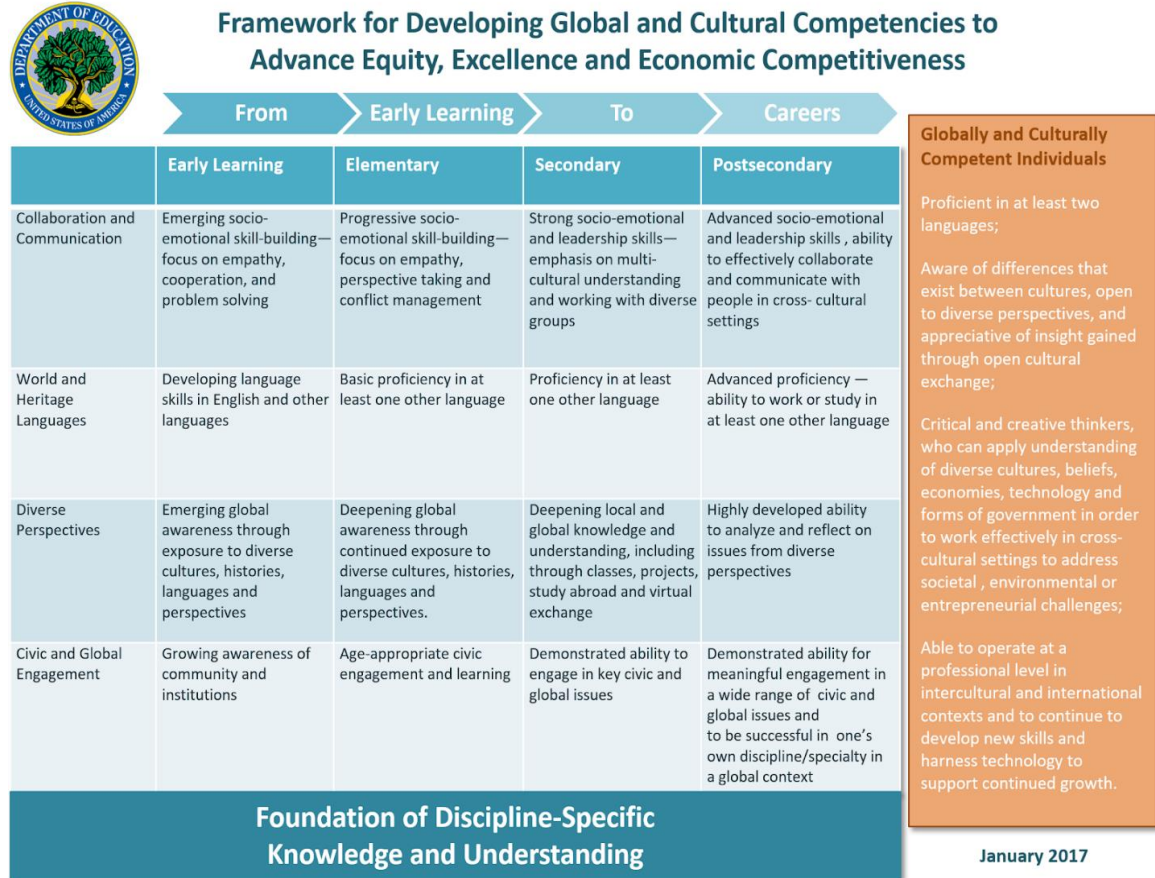 DEPARTMENT OF EDUCATION
UNITED STATES OF AMERICA
Framework for Developing Global and Cultural Competencies to
Advance Equity, Excellence and Economic Competitiveness
From
Early Learning
To
Careers
Early Learning
Elementary
Secondary
Postsecondary
Collaboration and
Communication
Emerging socio-
emotional skill-building—
focus on empathy,
cooperation, and
problem solving
Progressive socio-
emotional skill-building—
focus on empathy,
perspective taking and
conflict management
Strong socio-emotional
and leadership skills—
emphasis on multi-
cultural understanding
and working with diverse
groups
Advanced socio-emotional
and leadership skills , ability
to effectively collaborate
and communicate with
people in cross- cultural
settings
World and
Heritage
Languages
Developing language
skills in English and other
languages
Basic proficiency in at
least one other language
Proficiency in at least
one other language
Advanced proficiency —
ability to work or study in
at least one other language
Diverse
Perspectives
Emerging global
awareness through
exposure to diverse
cultures, histories,
languages and
perspectives
Deepening global
awareness through
continued exposure to
diverse cultures, histories,
languages and
perspectives.
Deepening local and
global knowledge and
understanding, including
through classes, projects,
study abroad and virtual
exchange
Highly developed ability
to analyze and reflect on
issues from diverse
perspectives
Civic and Global
Engagement
Growing awareness of
community and
institutions
Age-appropriate civic
engagement and learning
Demonstrated ability to
engage in key civic and
global issues
Demonstrated ability for
meaningful engagement in
a wide range of civic and
global issues and
to be successful in one's
own discipline/specialty in
a global context
Foundation of Discipline-Specific
Knowledge and Understanding
Globally and Culturally
Competent Individuals
Proficient in at least two
languages;
Aware of differences that
exist between cultures, open
to diverse perspectives, and
appreciative of insight gained
through open cultural
exchange;
Critical and creative thinkers,
who can apply understanding
of diverse cultures, beliefs,
economies, technology and
forms of government in order
to work effectively in cross-
cultural settings to address
societal , environmental or
entrepreneurial challenges;
Able to operate at a
professional level in
intercultural and international
contexts and to continue to
develop new skills and
harness technology to
support continued growth.
January 2017